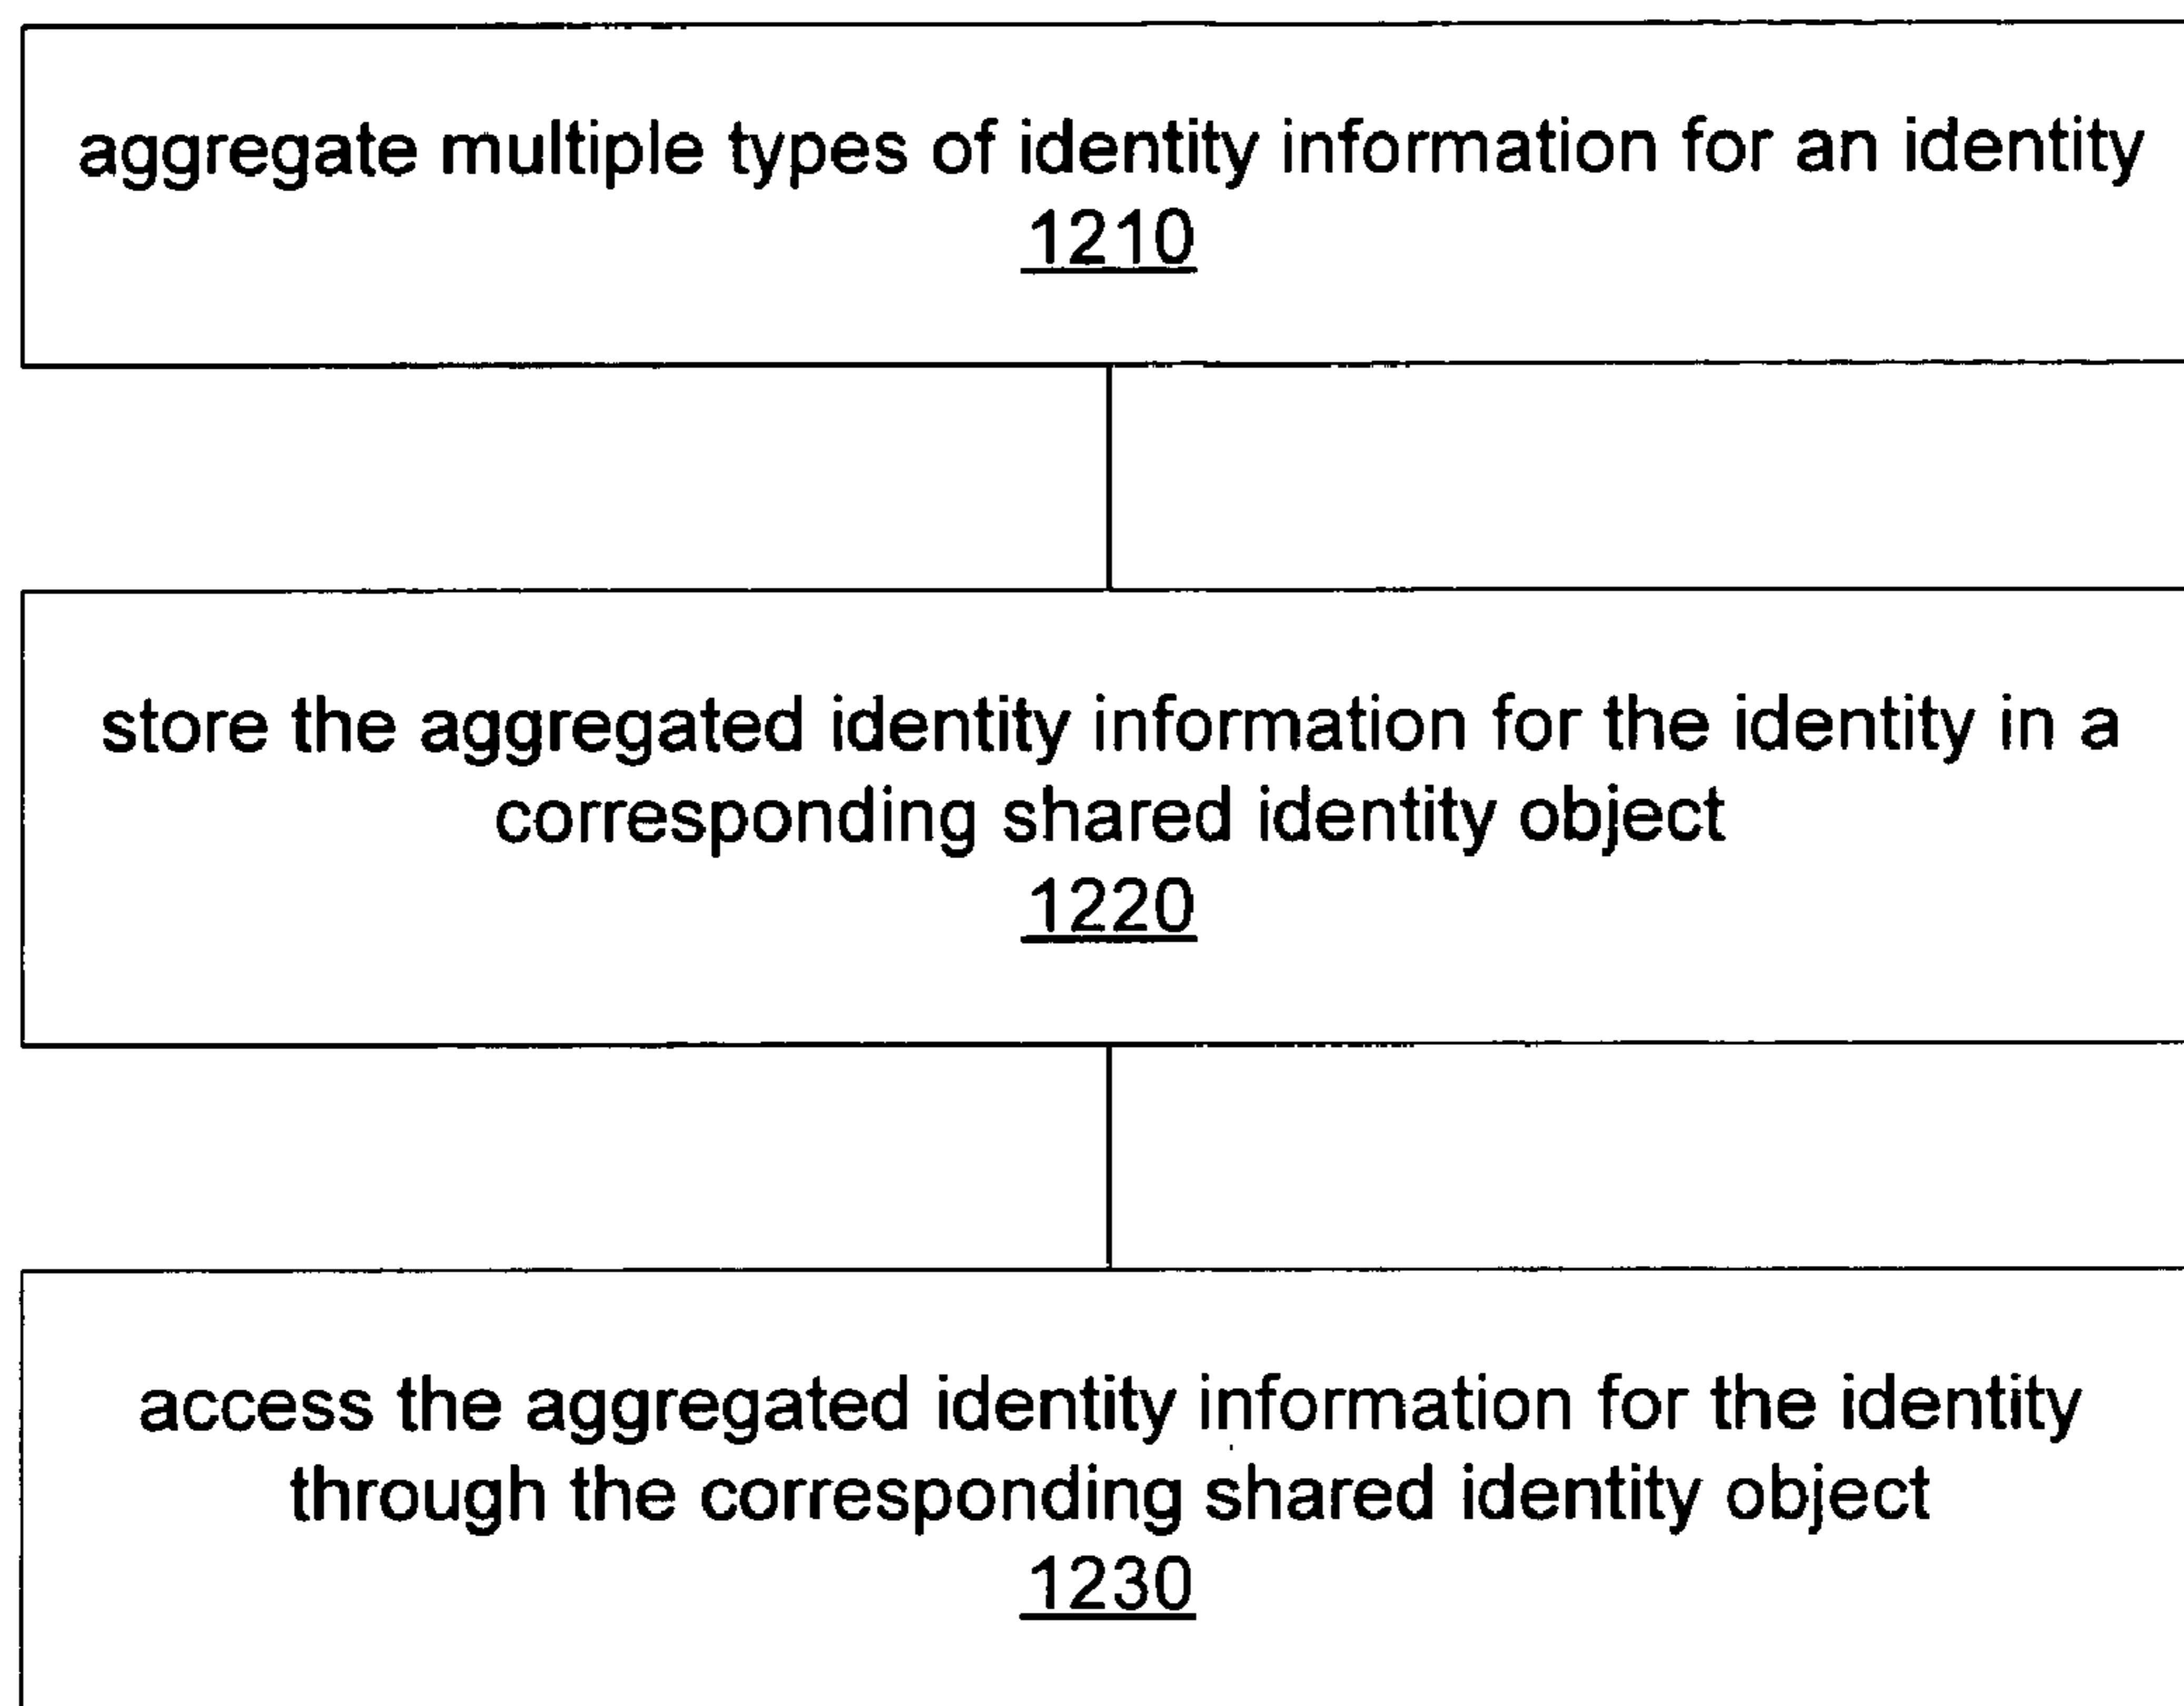 aggregate multiple types of identity information for an identity
1210
store the aggregated identity information for the identity in a
corresponding shared identity object
1220
access the aggregated identity information for the identity
through the corresponding shared identity object
1230